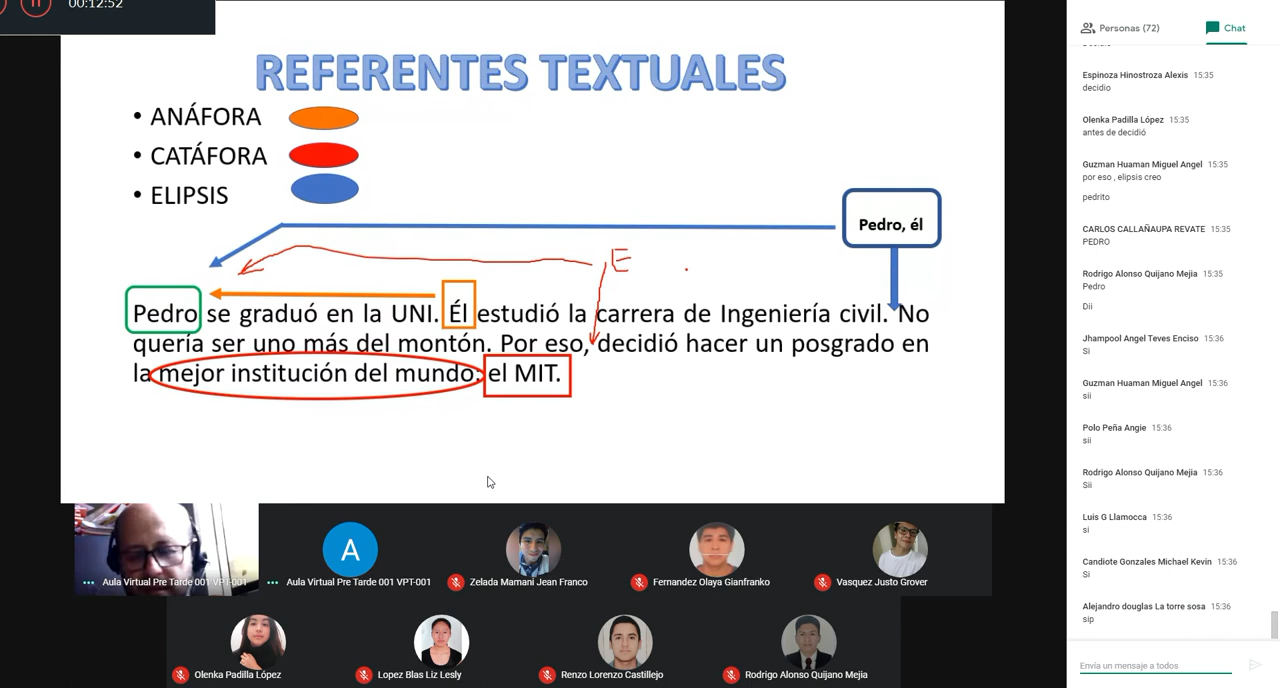 00:12:52
REFERENTES TEXTUALES
• ANÁFORA
• CATÁFORA
• ELIPSIS
Pedro, él
E
Pedro se graduó en la UNI. Él estudió la carrera de Ingeniería civil. No
quería ser uno más del montón. Por eso, decidió hacer un posgrado en
la mejor institución del mundo: el MIT.
Aula Virtual Pre Tarde 001 VPT-001
A
Aula Virtual Pre Tarde 001 VPT-001
Zelada Mamani Jean Franco
Fernandez Olaya Gianfranko
Vasquez Justo Grover
Olenka Padilla López
Lopez Blas Liz Lesly
Renzo Lorenzo Castillejo
Rodrigo Alonso Quijano Mejia
Personas (72)
Chat
Espinoza Hinostroza Alexis 15:35
decidio
Olenka Padilla López 15:35
antes de decidió
Guzman Huaman Miguel Angel 15:35
por eso , elipsis creo
pedrito
CARLOS CALLAÑAUPA REVATE 15:35
PEDRO
Rodrigo Alonso Quijano Mejia 15:35
Pedro
Dii
Jhampool Angel Teves Enciso 15:36
Si
Guzman Huaman Miguel Angel 15:36
sii
Polo Peña Angie 15:36
sii
Rodrigo Alonso Quijano Mejia 15:36
Sii
Luis G Llamocca 15:36
si
Candiote Gonzales Michael Kevin 15:36
Si
Alejandro douglas La torre sosa 15:36
sip
Envía un mensaje a todos